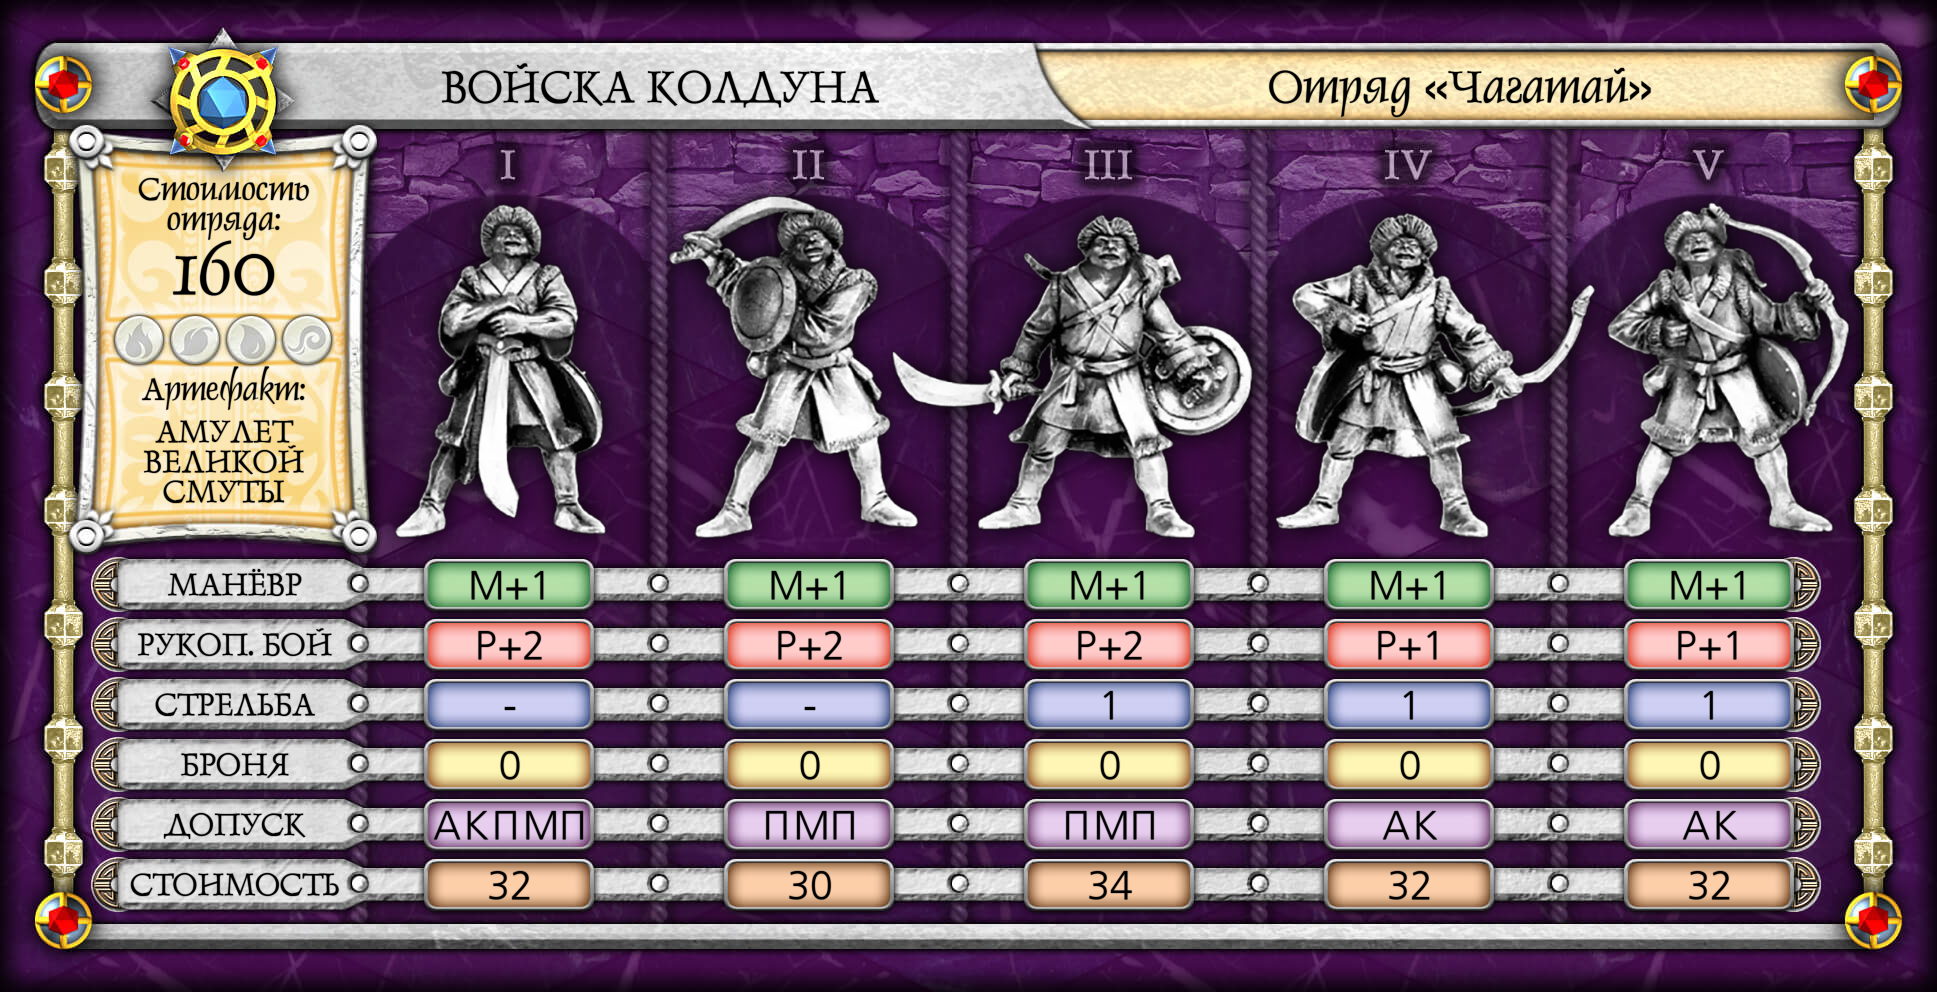 ВОЙСКА КОЛДУНА
Отряд «Чагатай»
Стоимость
отряда:
160
Артефакт:
АМУЛЕТ
ВЕЛИКОЙ
СМУТЫ
I II III IV V
МАНЁВР М+1 М+1 М+1 М+1 М+1
РУКОП. БОЙ Р+2 Р+2 Р+2 Р+1 Р+1
СТРЕЛЬБА - - 1 1 1
БРОНЯ 0 0 0 0 0
ДОПУСК АКПМП ПМП ПМП АК АК
СТОИМОСТЬ 32 30 34 32 32